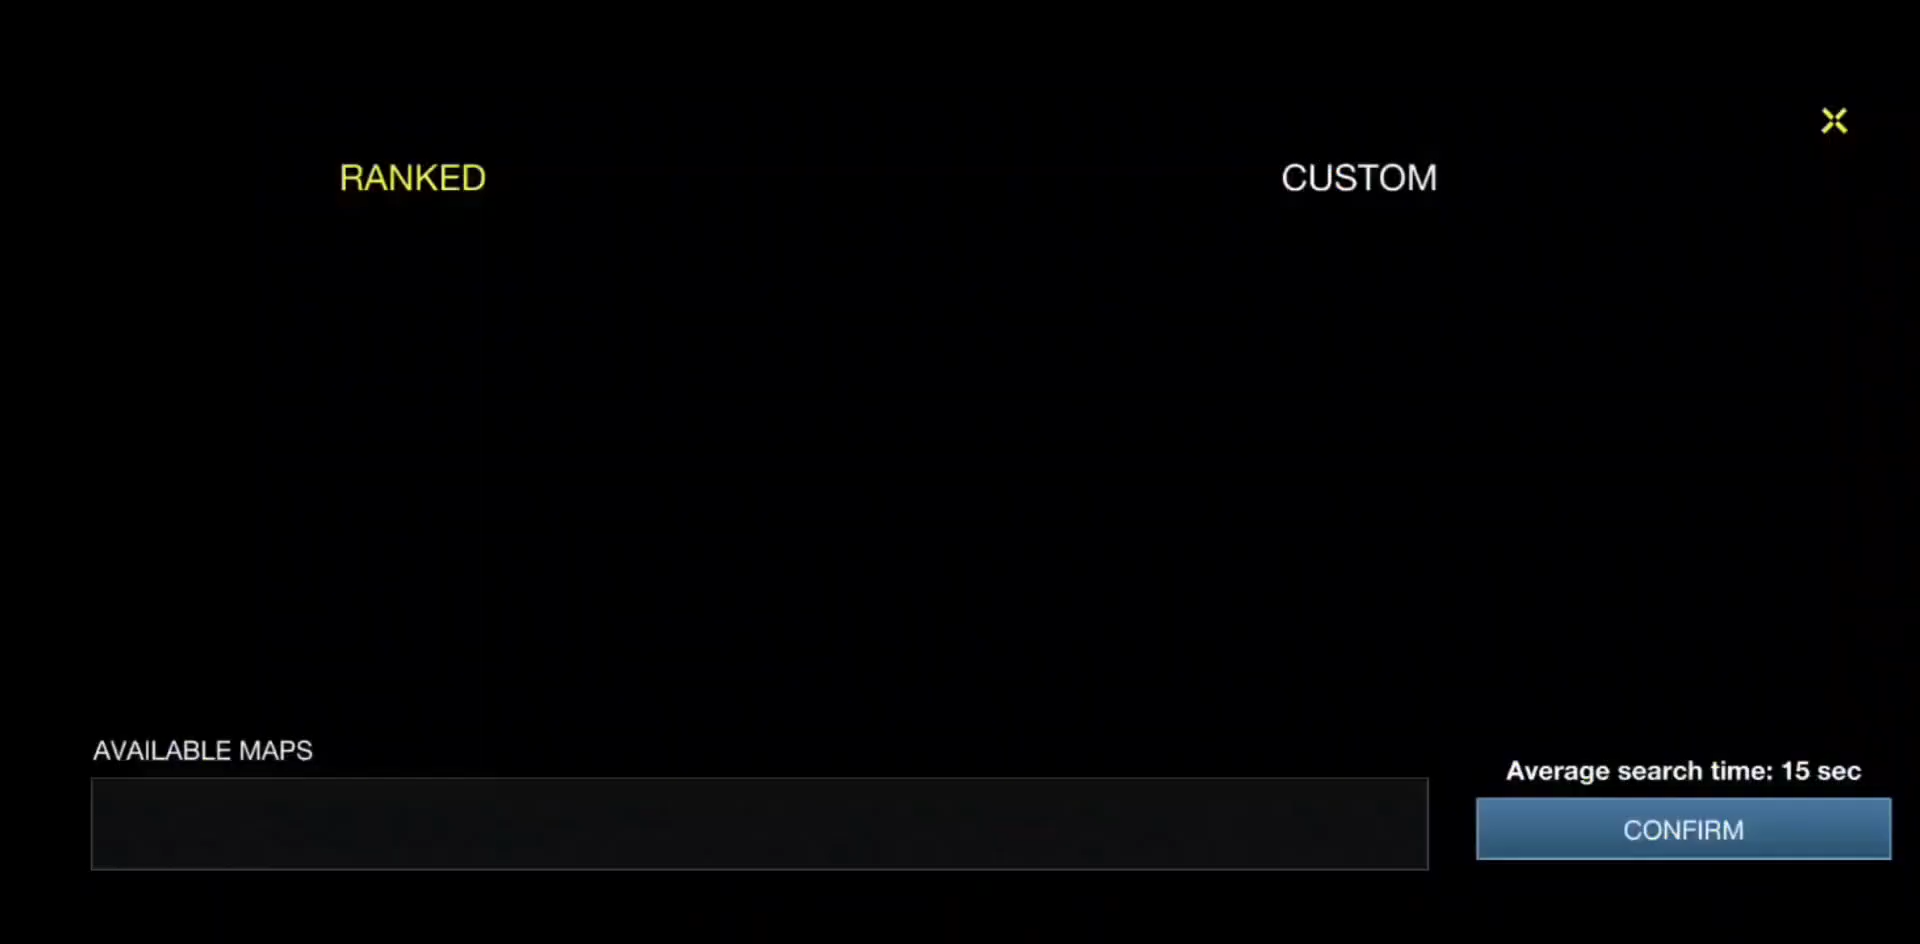 RANKED
CUSTOM
AVAILABLE MAPS
Average search time: 15 sec
CONFIRM